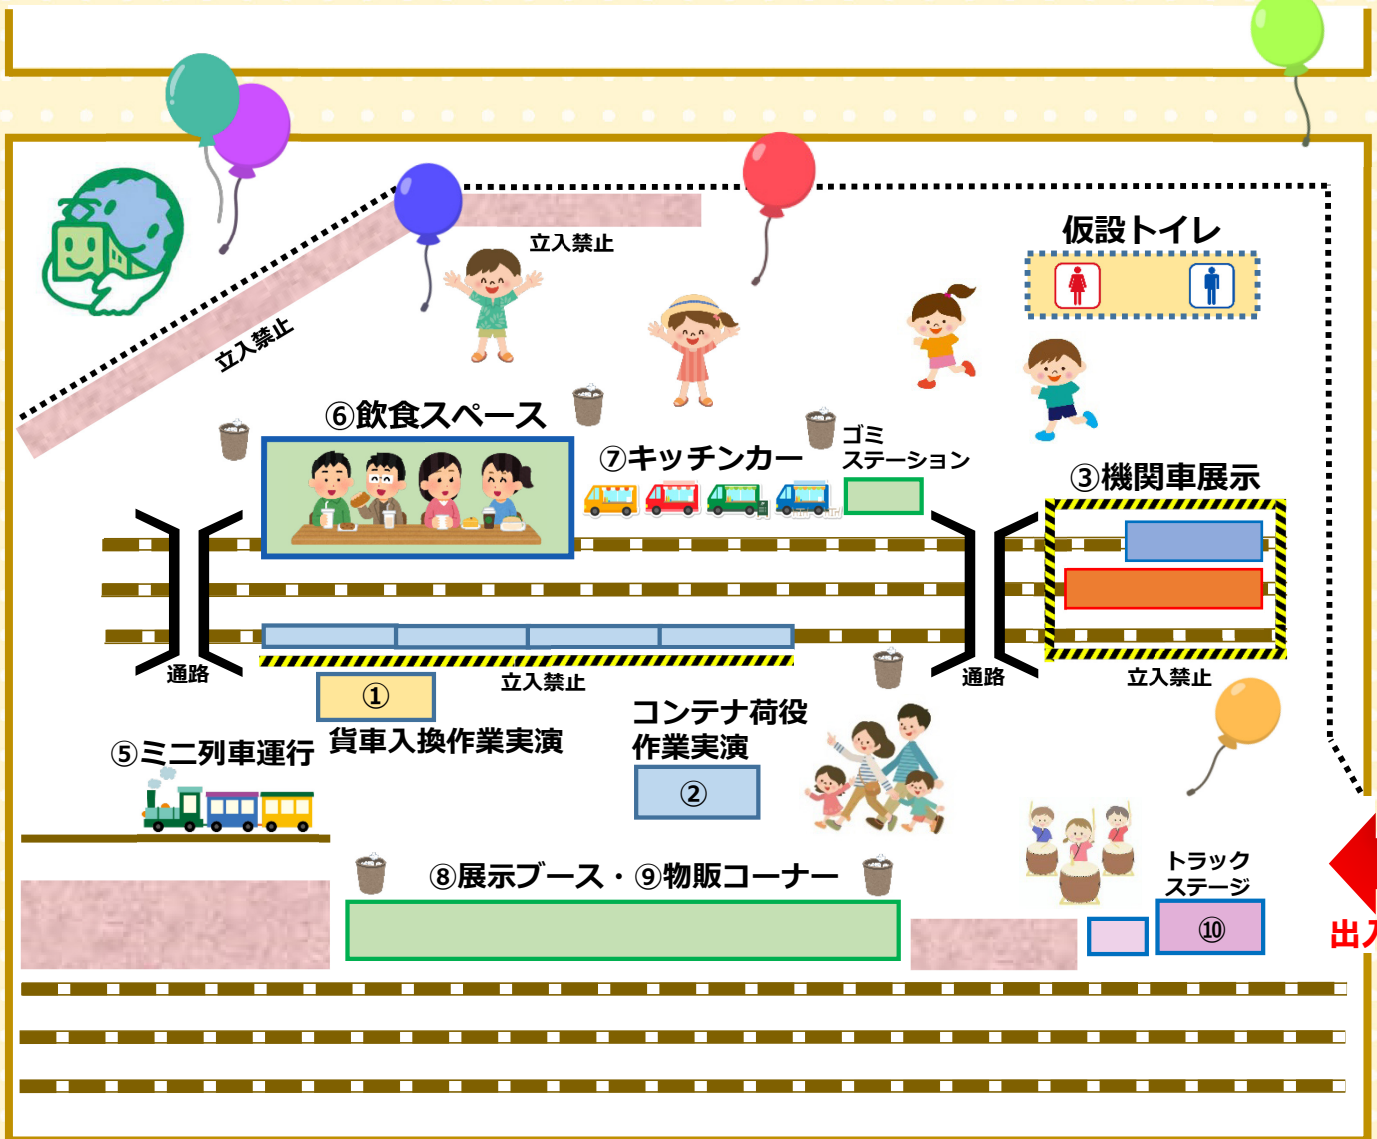 仮設トイレ
立入禁止
立入禁止
⑥飲食スペース
⑦キッチンカー
ゴミ
ステーション
③機関車展示
通路
立入禁止
通路
立入禁止
①
貨車入換作業実演
コンテナ荷役
作業実演
②
⑤ミニ列車運行
⑧展示ブース・⑨物販コーナー
トラック
ステージ
⑩
出入